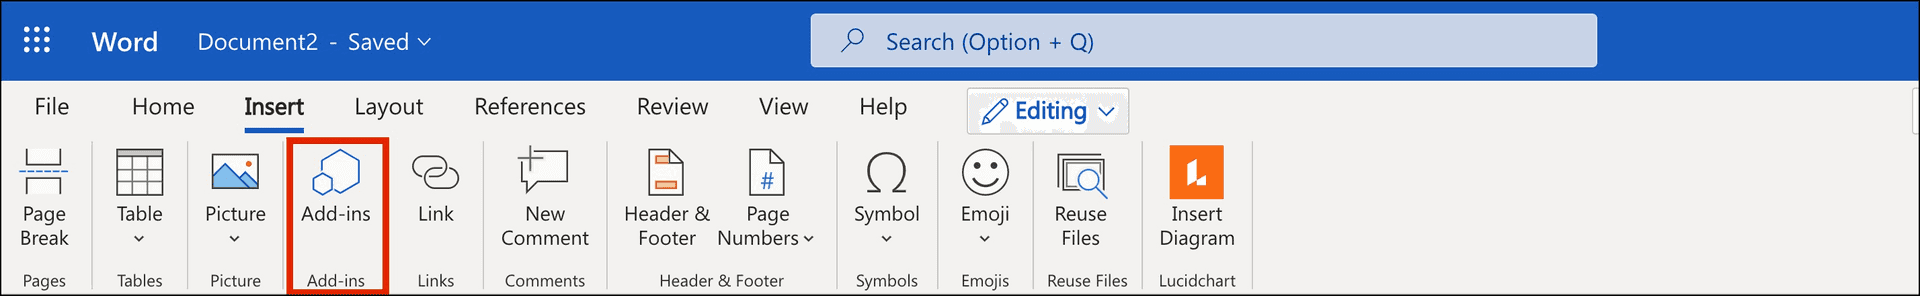 Word Document2 - Saved Search (Option + Q)
File Home Insert Layout References Review View Help Editing
Page Break
Table
Picture
Add-ins
Link
New Comment
Header & Footer
Page Numbers
Symbol
Emoji
Reuse Files
Insert Diagram
Pages Tables Picture Add-ins Links Comments Header & Footer Symbols Emojis Reuse Files Lucidchart